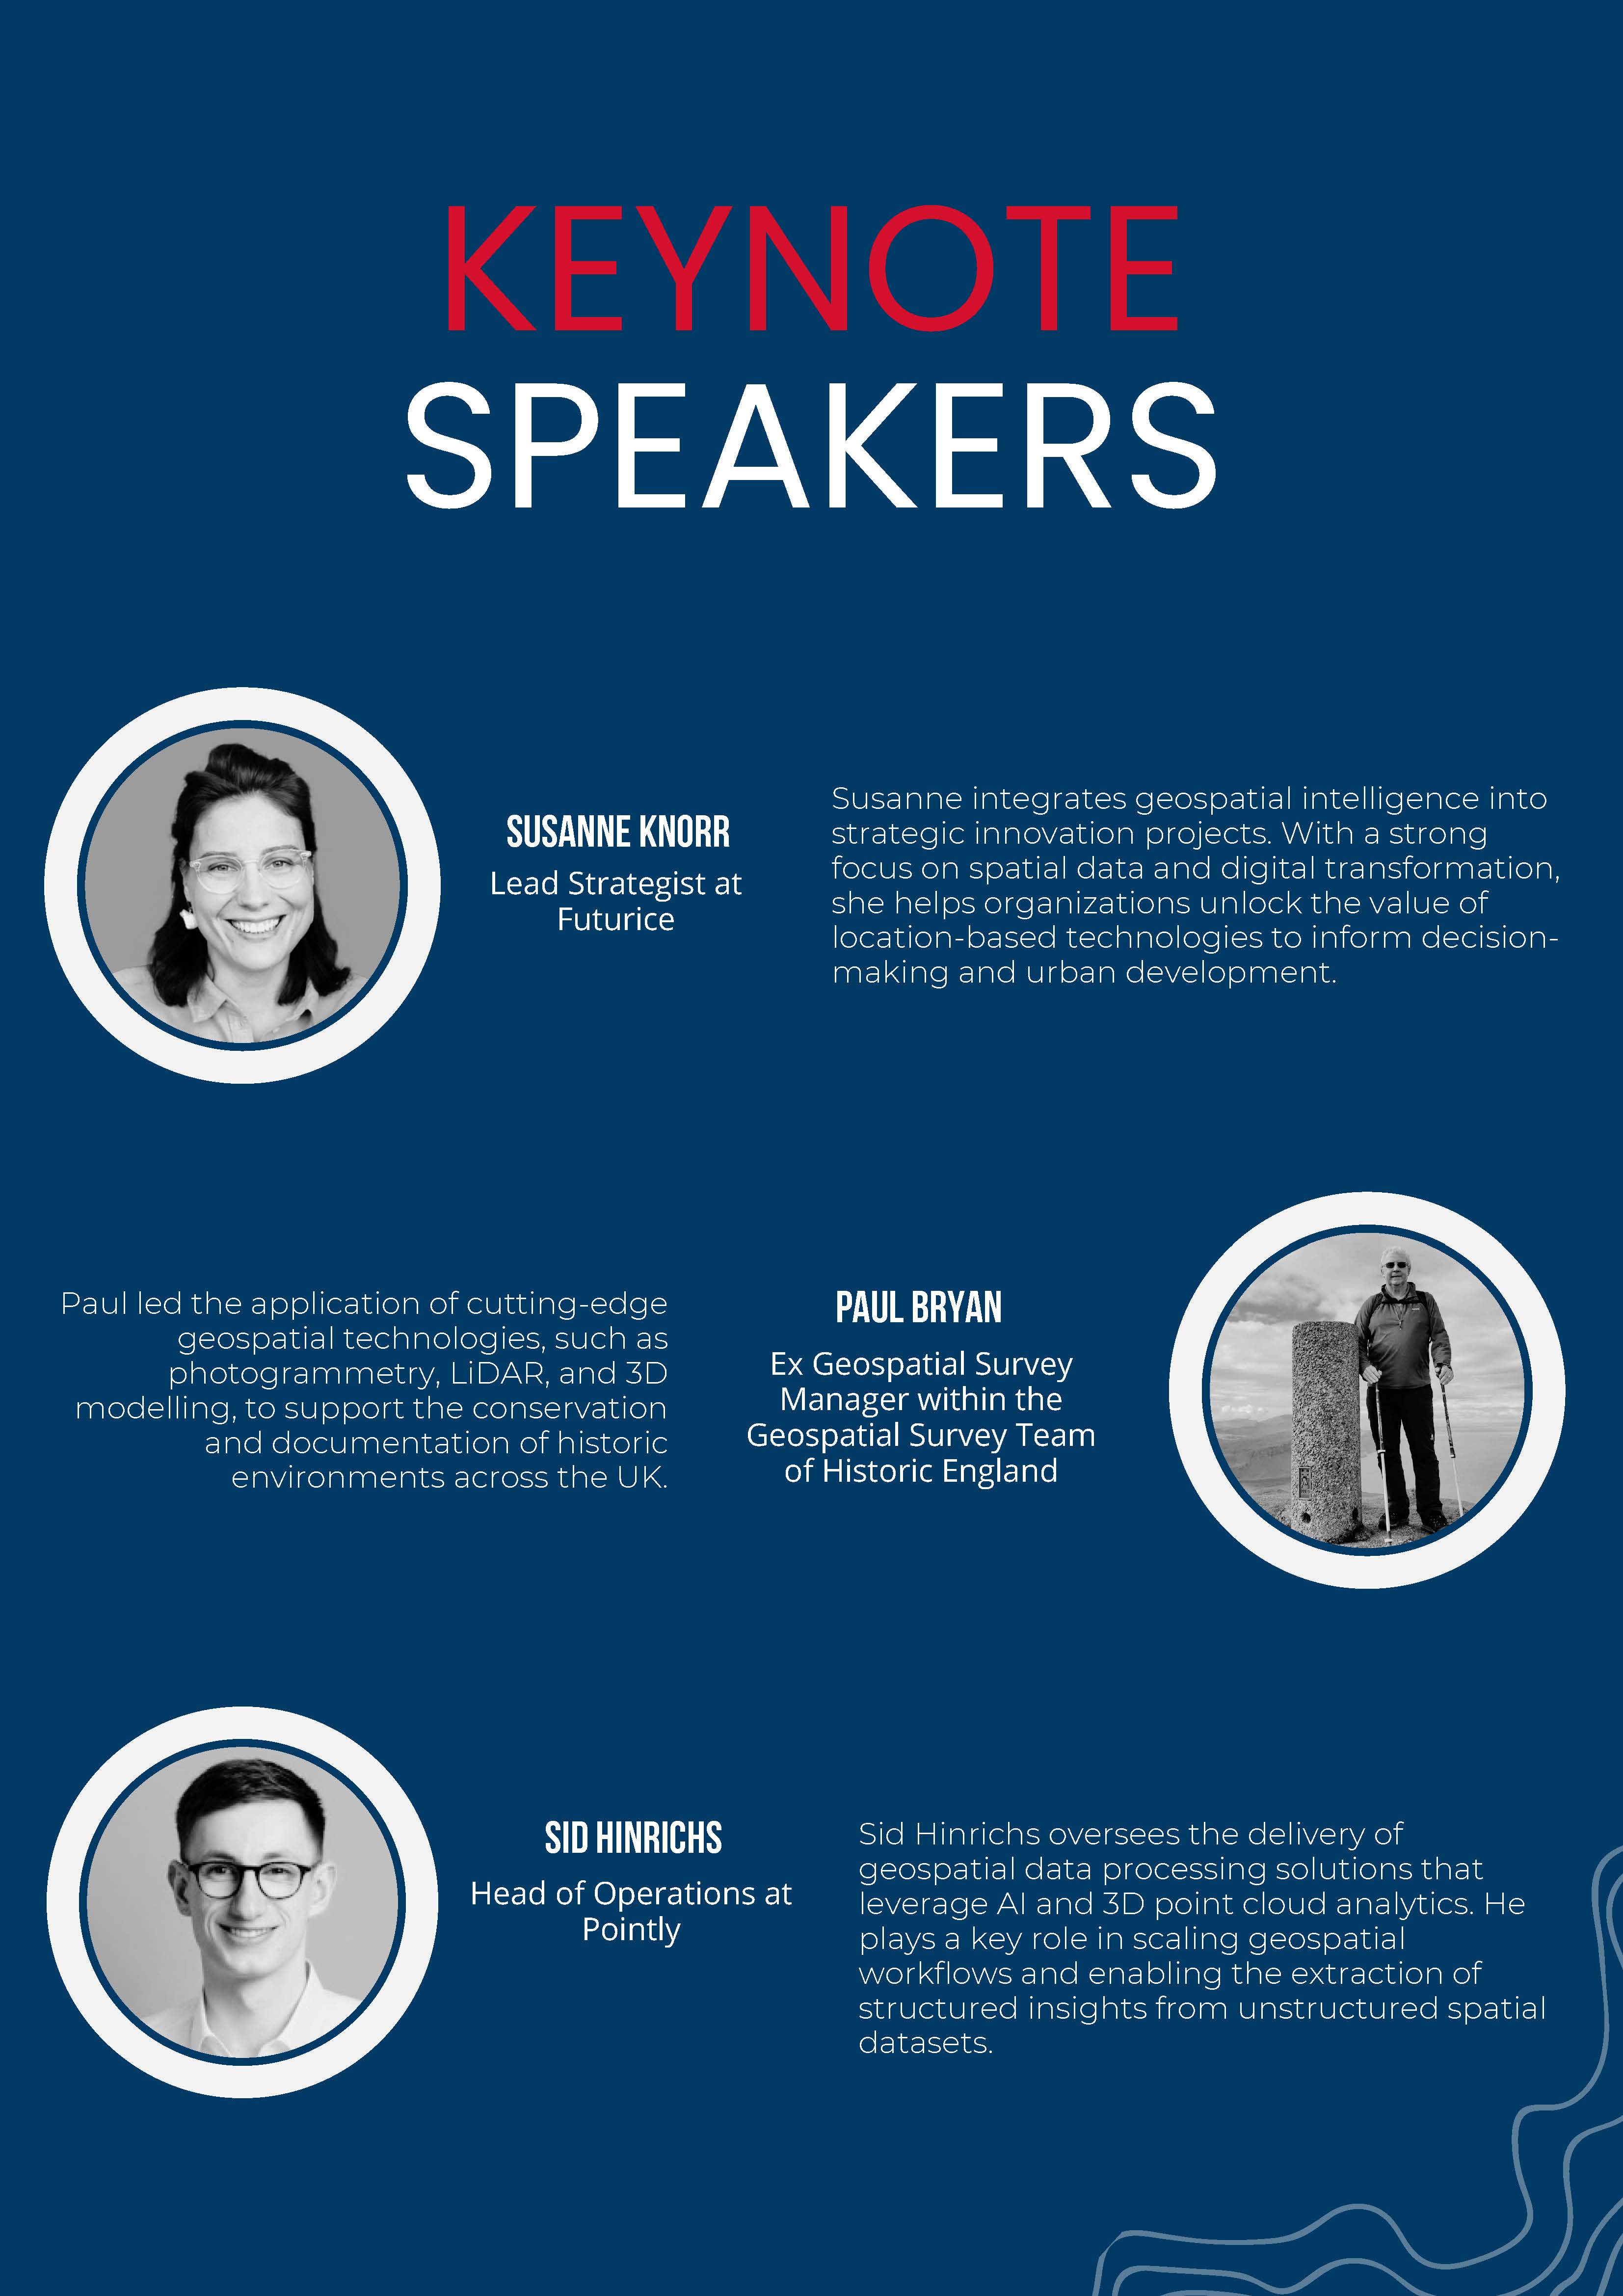 KEYNOTE
SPEAKERS
SUSANNE KNORR
Lead Strategist at
Futurice
Susanne integrates geospatial intelligence into
strategic innovation projects. With a strong
focus on spatial data and digital transformation,
she helps organizations unlock the value of
location-based technologies to inform decision-
making and urban development.
Paul led the application of cutting-edge
geospatial technologies, such as
photogrammetry, LiDAR, and 3D
modelling, to support the conservation
and documentation of historic
environments across the UK.
PAUL BRYAN
Ex Geospatial Survey
Manager within the
Geospatial Survey Team
of Historic England
SID HINRICHS
Head of Operations at
Pointly
Sid Hinrichs oversees the delivery of
geospatial data processing solutions that
leverage AI and 3D point cloud analytics. He
plays a key role in scaling geospatial
workflows and enabling the extraction of
structured insights from unstructured spatial
datasets.